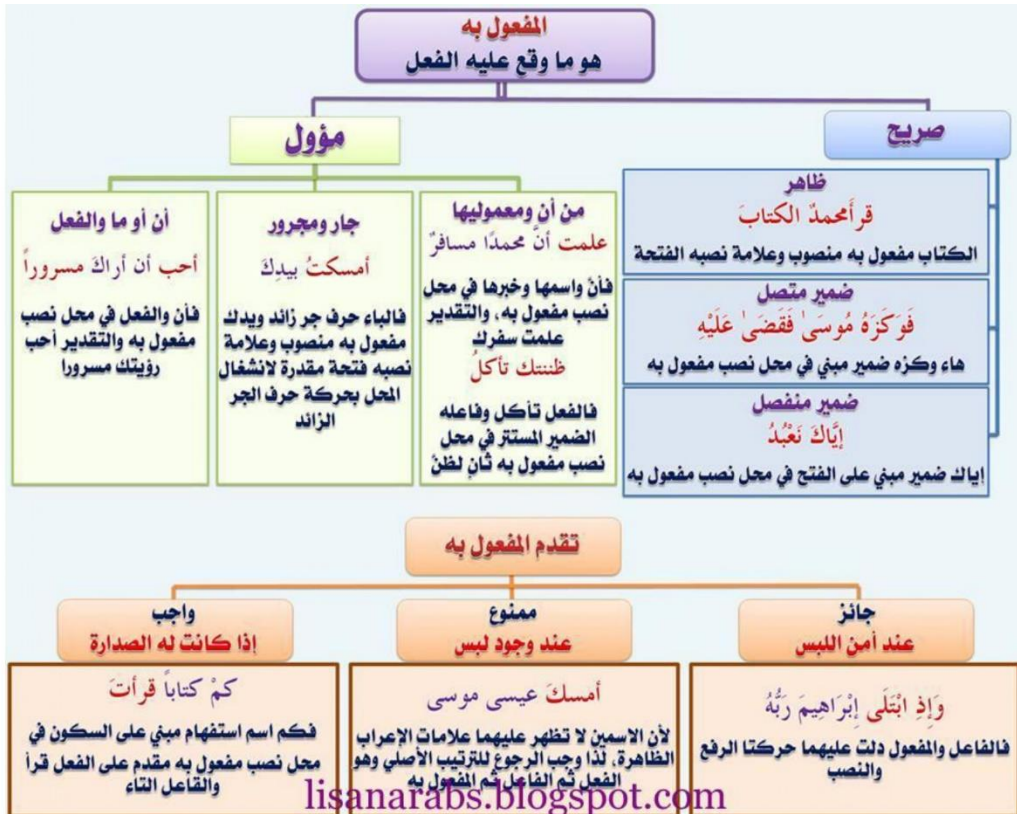 المفعول به
هو ما وقع عليه الفعل
صريح
ظاهر
قرأَمحمدٌ الكتابَ
الكتاب مفعول به منصوب وعلامة نصبه الفتحة
ضمير متصل
فَوَكَزَهُ مُوسَىٰ فَقَضَىٰ عَلَيْهِ
هاء وكزه ضمير مبني في محل نصب مفعول به
ضمير منفصل
إِيَّاكَ نَعْبُدُ
إياك ضمير مبني على الفتح في محل نصب مفعول به
مؤول
من أن ومعموليها
علمت أنَّ محمدًا مسافرٌ
فأنَّ واسمها وخبرها في محل
نصب مفعول به، والتقدير
علمت سفرك
ظننتك تأكلُ
فالفعل تأكل وفاعله
الضمير المستتر في محل
نصب مفعول به ثانٍ لظنَّ
جار ومجرور
أمسكتُ بيدِكَ
فالباء حرف جر زائد ويدك
مفعول به منصوب وعلامة
نصبه فتحة مقدرة لانشغال
المحل بحركة حرف الجر
الزائد
أن أو ما والفعل
أحب أن أراكَ مسروراً
فأن والفعل في محل نصب
مفعول به والتقدير أحب
رؤيتك مسرورا
تقدم المفعول به
جائز
عند أمن اللبس
وَإِذِ ابْتَلَى إِبْرَاهِيمَ رَبُّهُ
فالفاعل والمفعول دلت عليهما حركتا الرفع
والنصب
ممنوع
عند وجود لبس
أمسكَ عيسى موسى
لأن الاسمين لا تظهر عليهما علامات الإعراب
الظاهرة، لذا وجب الرجوع للترتيب الأصلي وهو
الفعل ثم الفاعل ثم المفعول به
واجب
إذا كانت له الصدارة
كمْ كتاباً قرأتَ
فكم اسم استفهام مبني على السكون في
محل نصب مفعول به مقدم على الفعل قرأ
والفاعل التاء
lisanarabs.blogspot.com